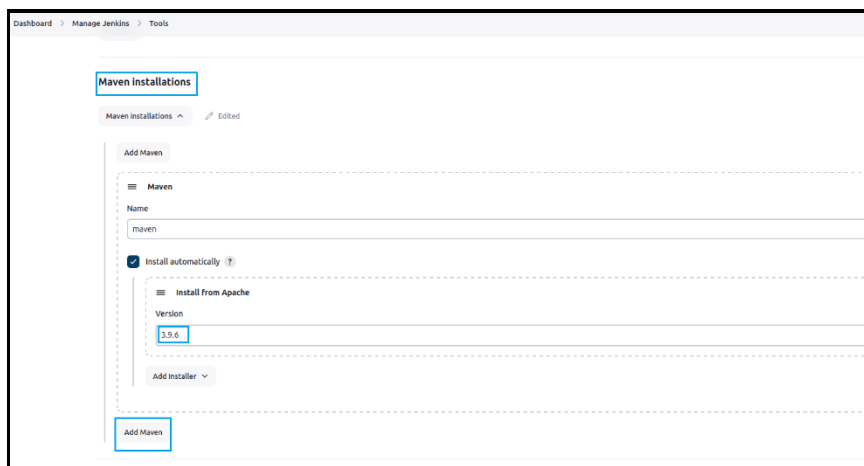 Dashboard > Manage Jenkins > Tools
Maven installations
Maven installations Edited
Add Maven
Maven
Name
maven
Install automatically ?
Install from Apache
Version
3.9.6
Add Installer
Add Maven